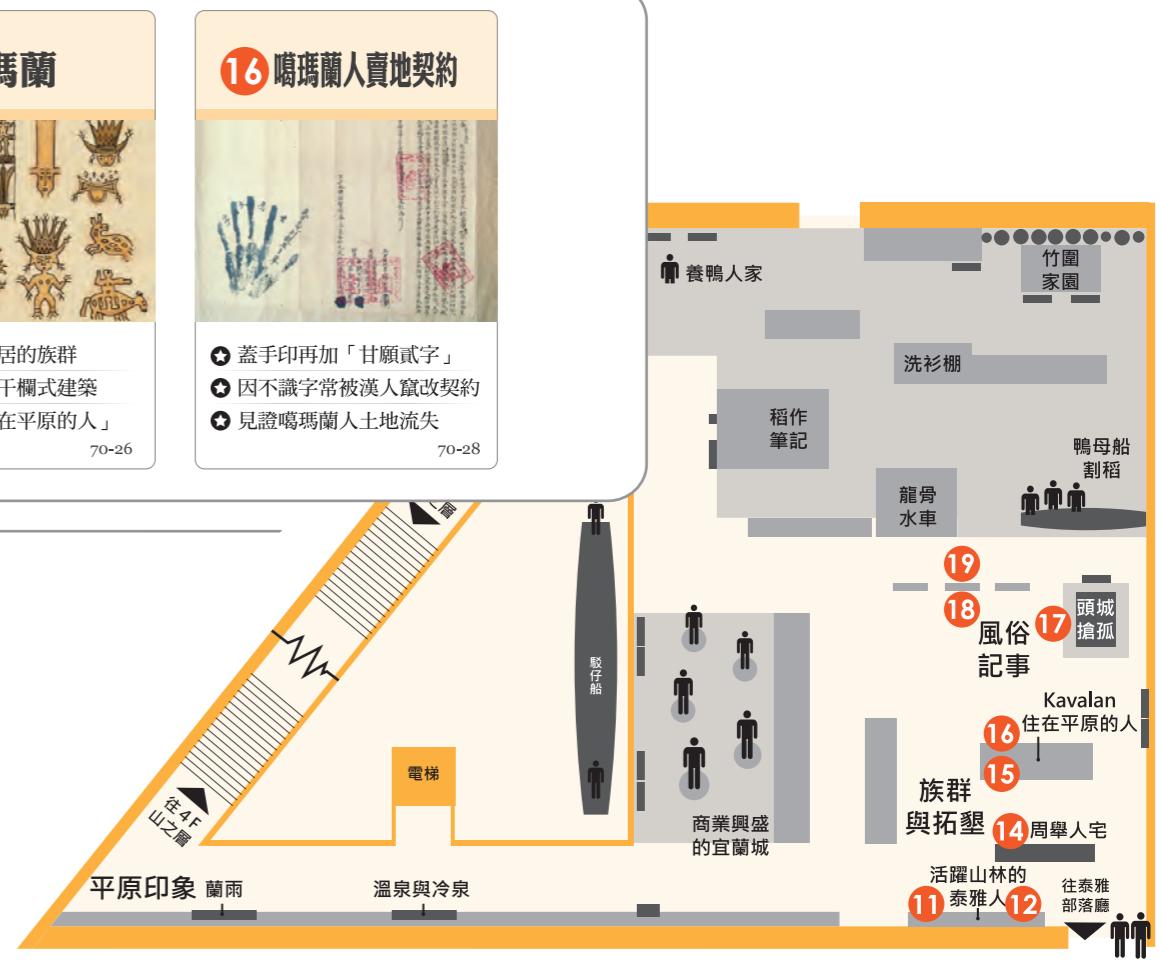 瑪蘭
居的族群
干欄式建築
在平原的人」
70-26
16 噶瑪蘭人賣地契約
蓋手印再加「甘願貳字」
因不識字常被漢人竄改契約
見證噶瑪蘭人土地流失
70-28
養鴨人家
竹圍
家園
洗衫棚
稻作
筆記
鴨母船
割稻
龍骨
水車
之層
19
18
風俗
記事
17
頭城
搶孤
駁仔船
Kavalan
住在平原的人
16
15
電梯
族群
與拓墾
往4F
山之層
商業興盛
的宜蘭城
14
周舉人宅
平原印象
蘭雨
溫泉與冷泉
活躍山林的
泰雅人
11
12
往泰雅
部落廳